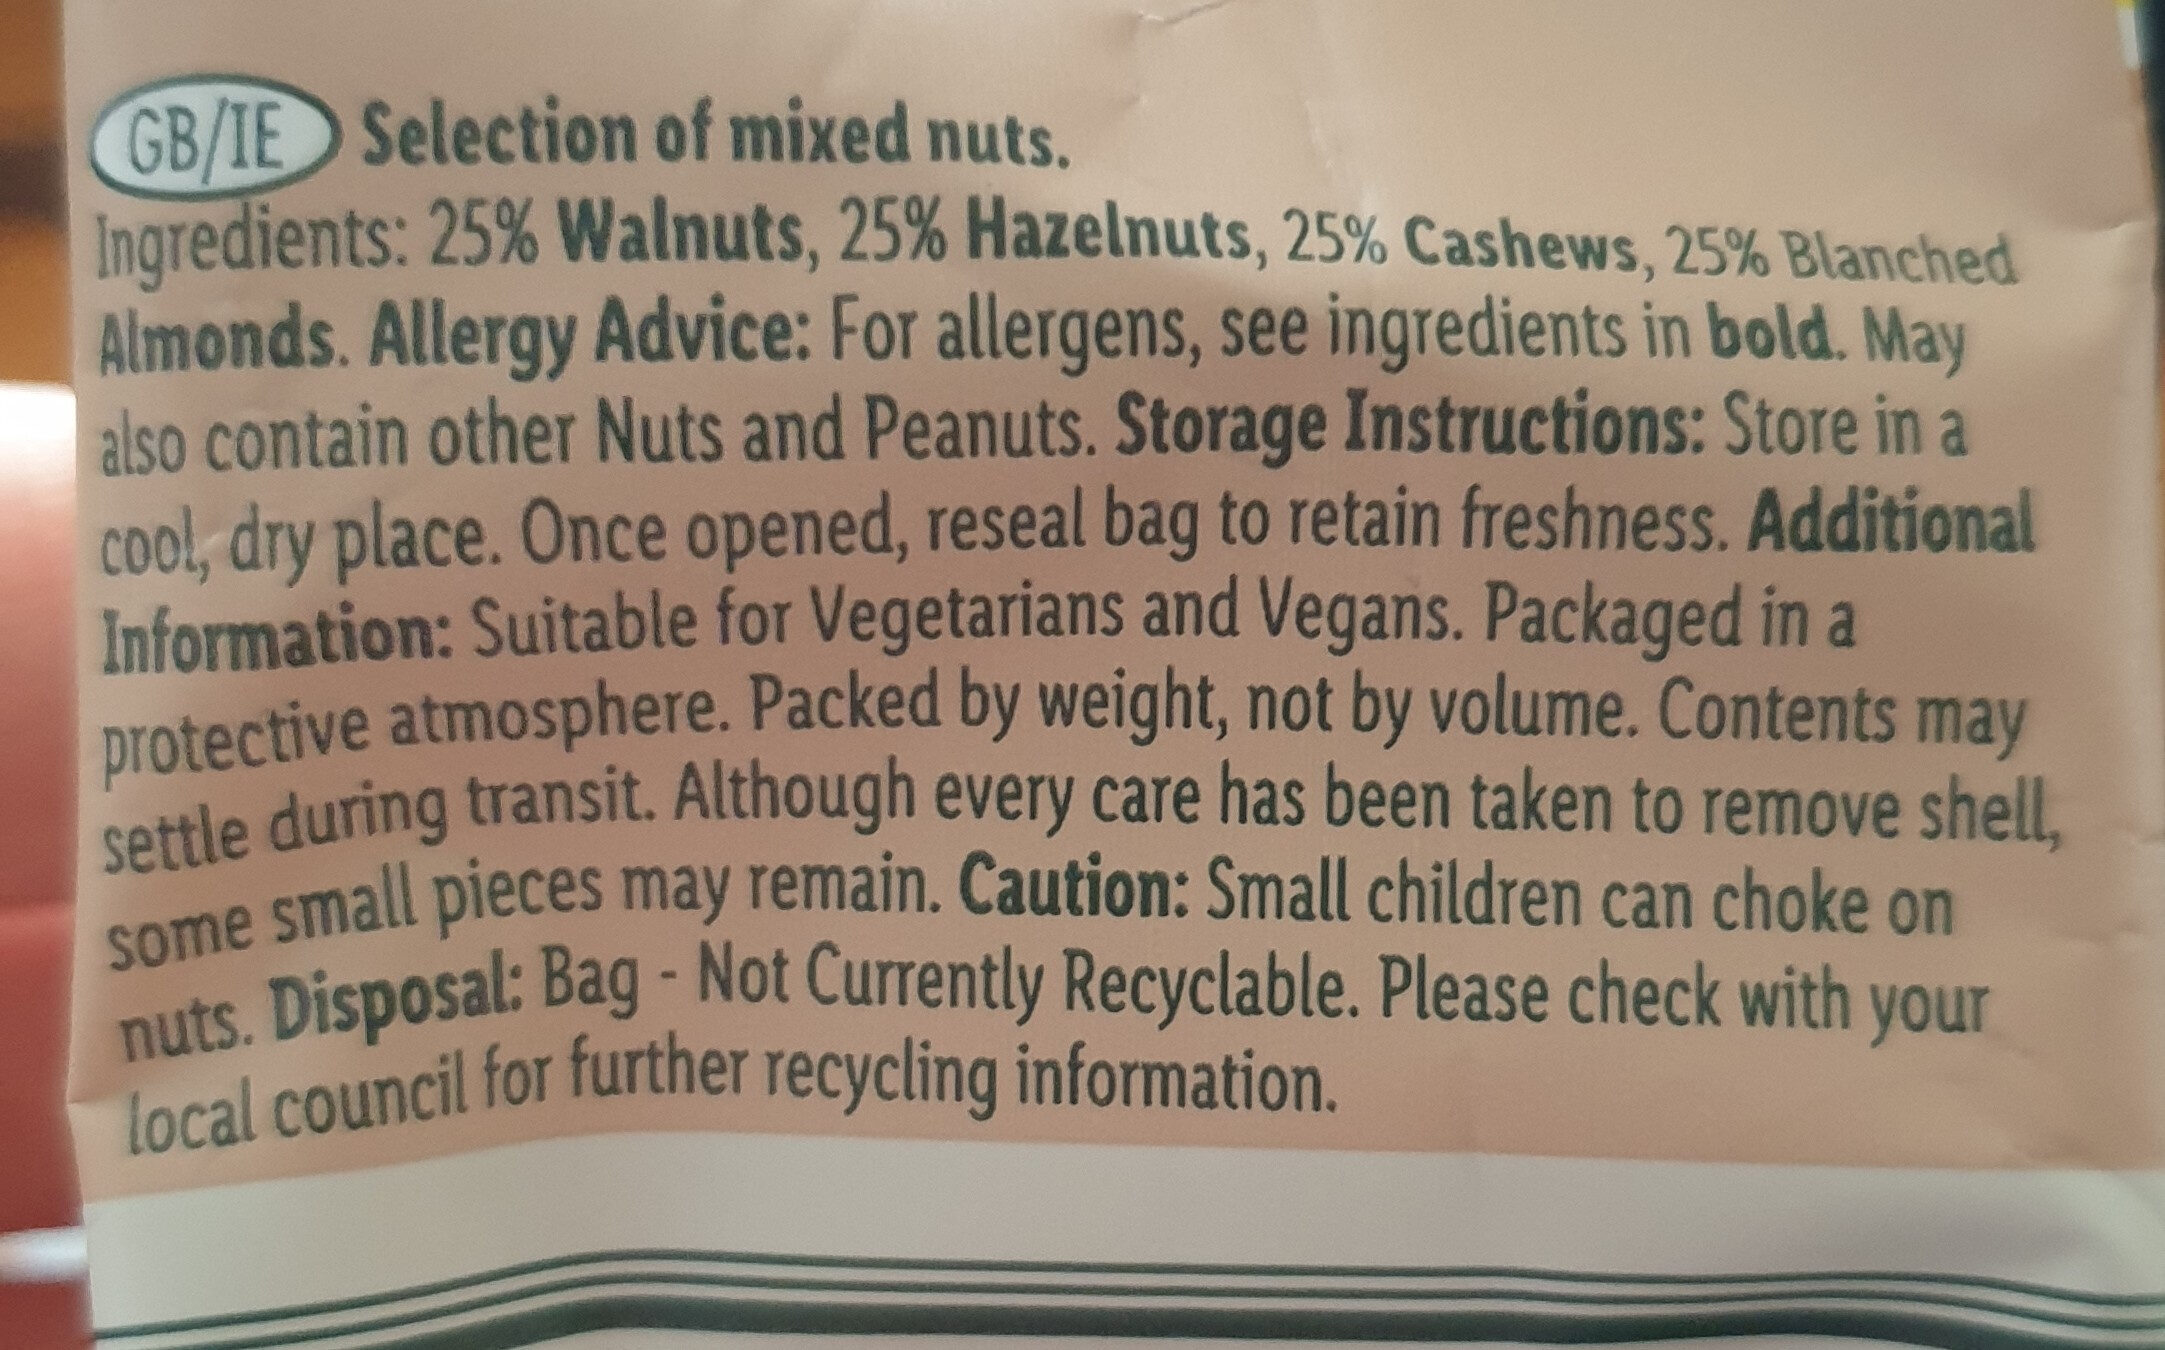 GB/IE Selection of mixed nuts.
Ingredients: 25% Walnuts, 25% Hazelnuts, 25% Cashews, 25% Blanched
Almonds. Allergy Advice: For allergens, see ingredients in bold. May
also contain other Nuts and Peanuts. Storage Instructions: Store in a
cool, dry place. Once opened, reseal bag to retain freshness. Additional
Information: Suitable for Vegetarians and Vegans. Packaged in a
protective atmosphere. Packed by weight, not by volume. Contents may
settle during transit. Although every care has been taken to remove shell,
some small pieces may remain. Caution: Small children can choke on
nuts. Disposal: Bag - Not Currently Recyclable. Please check with your
local council for further recycling information.